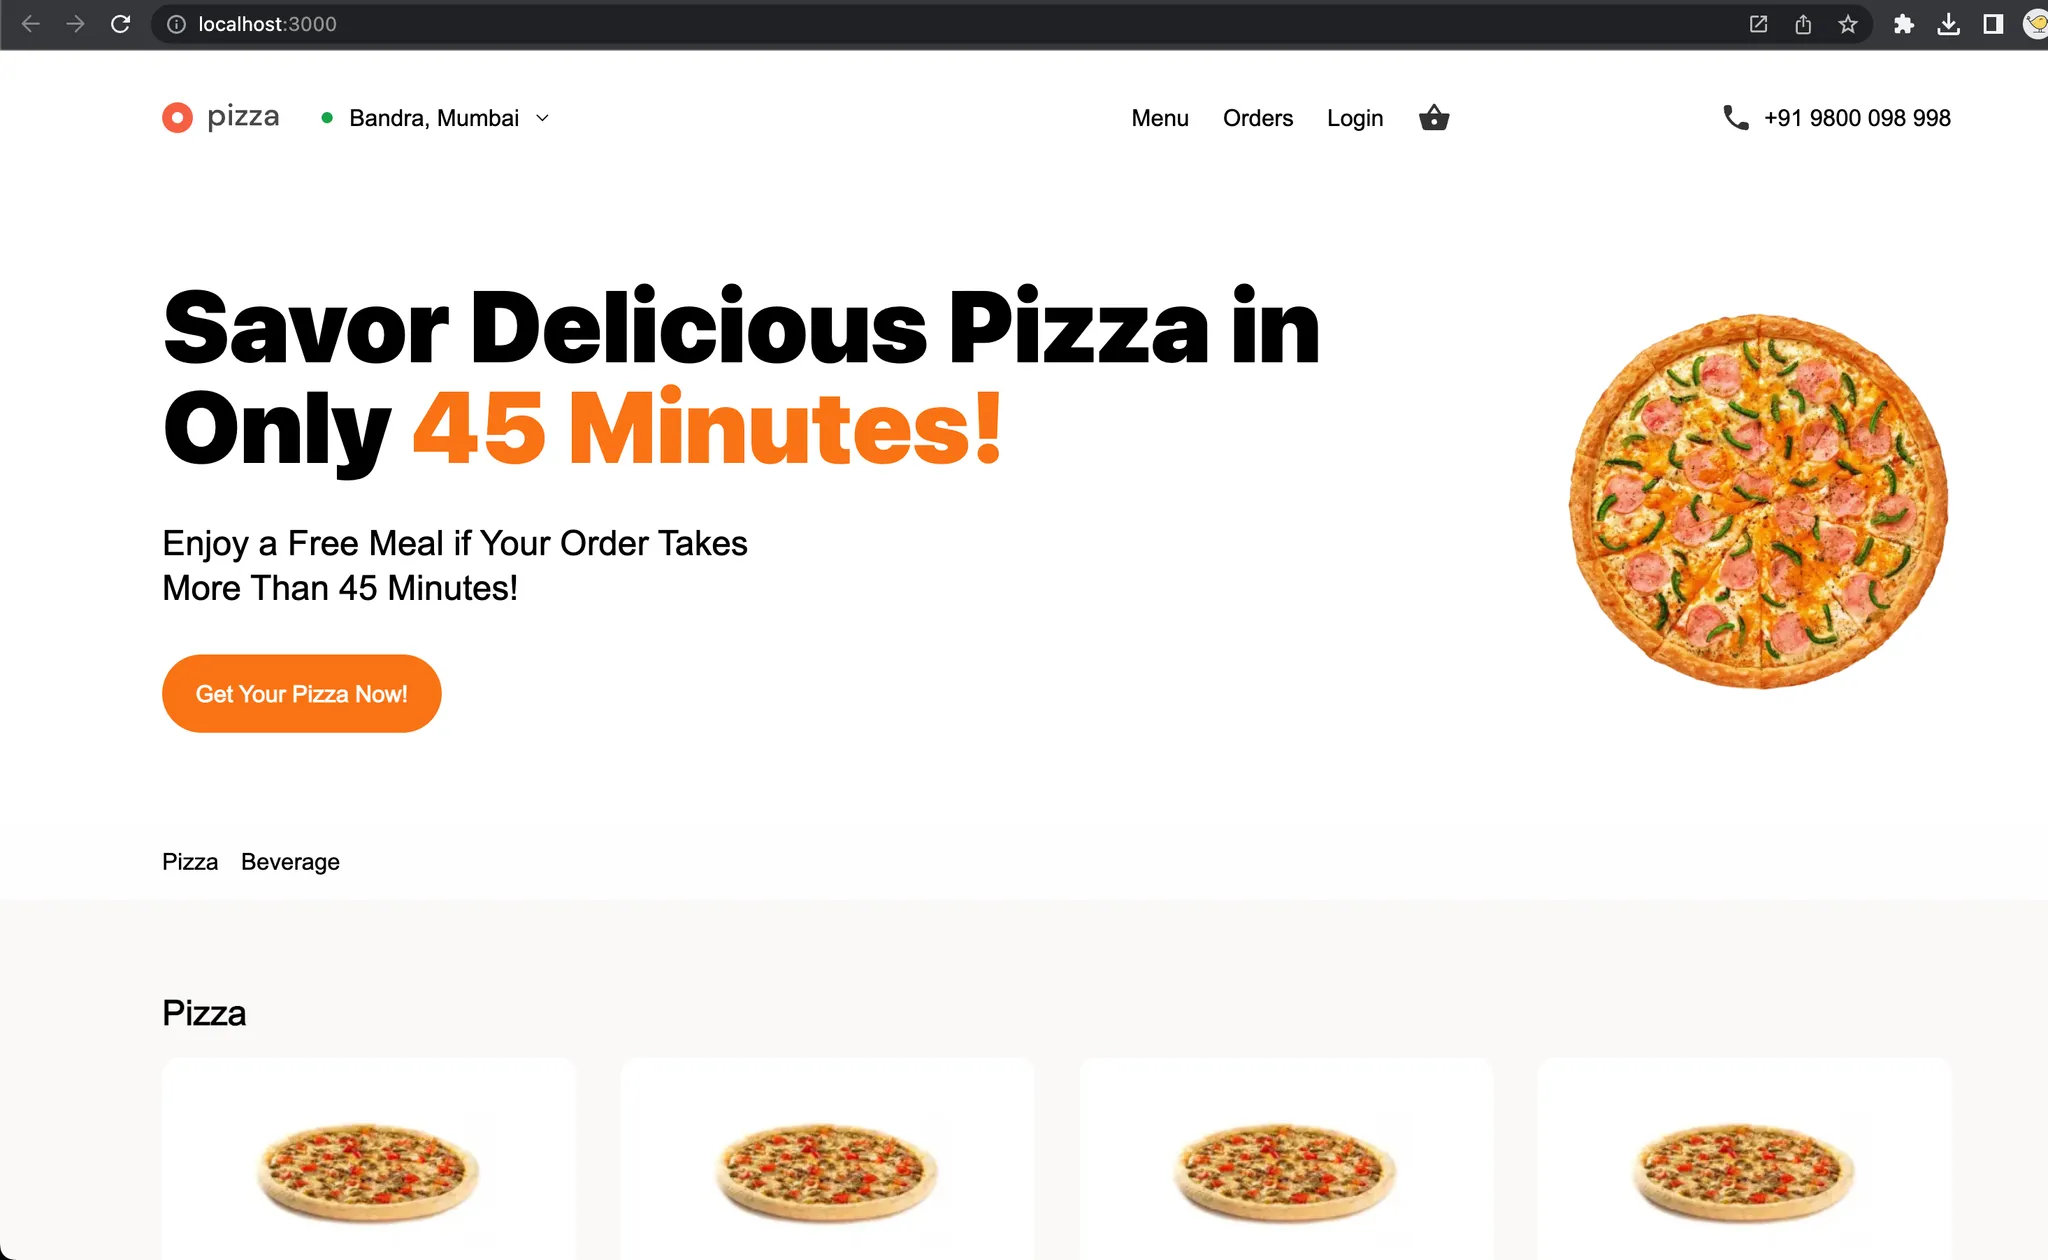 localhost:3000
pizza
Bandra, Mumbai
Menu Orders Login
+91 9800 098 998
Savor Delicious Pizza in
Only 45 Minutes!
Enjoy a Free Meal if Your Order Takes
More Than 45 Minutes!
Get Your Pizza Now!
Pizza Beverage
Pizza